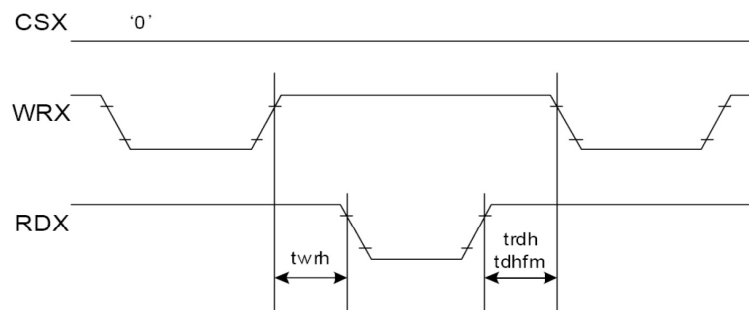 CSX '0'
WRX
RDX
twrh
trdh
tdhfm